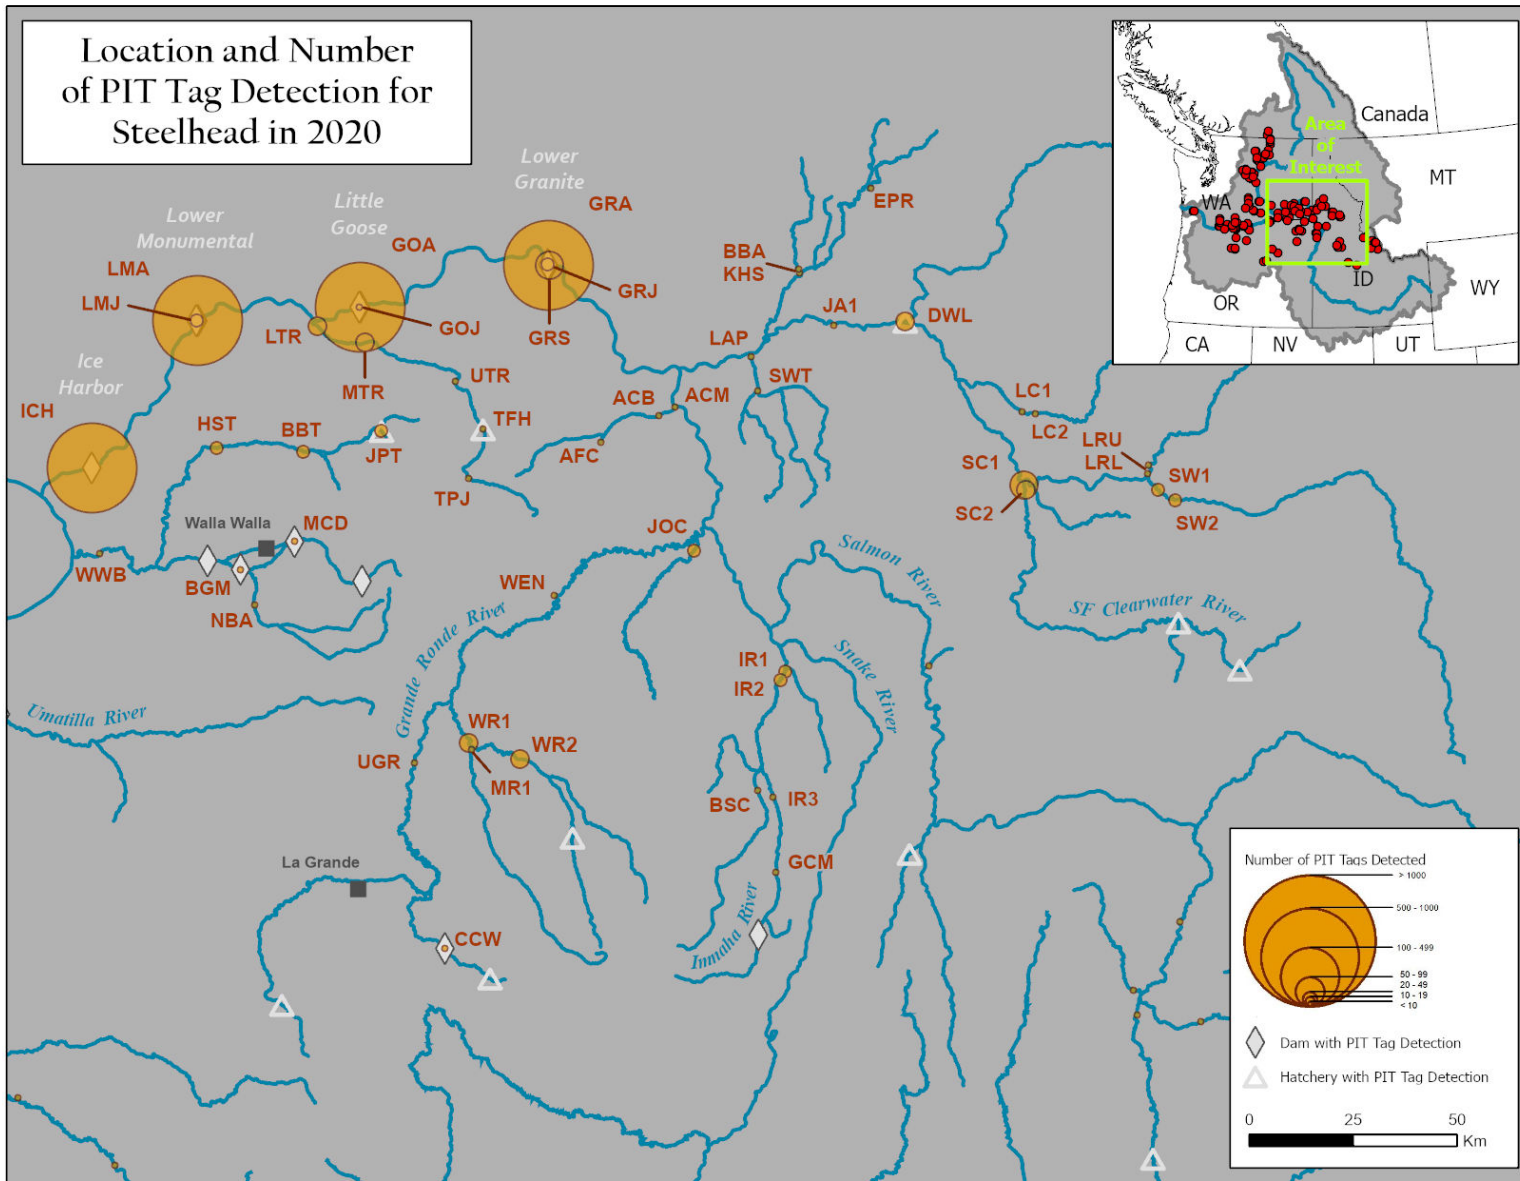 Location and Number
of PIT Tag Detection for
Steelhead in 2020
Canada
Area
of
Interest
MT
WA
OR
ID
WY
CA
NV
UT
Lower
Granite
GRA
Little
Goose
GOA
Lower
Monumental
LMA
LMJ
EPR
BBA
KHS
GRJ
JA1
DWL
LTR
GOJ
GRS
LAP
Ice
Harbor
MTR
UTR
SWT
ICH
ACB
ACM
LC1
LC2
HST
BBT
TFH
JPT
AFC
LRU
LRL
SC1
SW1
TPJ
SC2
SW2
Walla Walla
MCD
JOC
Salmon River
WWB
BGM
WEN
NBA
SF Clearwater River
Grande Ronde River
Snake River
IR1
IR2
Umatilla River
WR1
WR2
UGR
MR1
BSC
IR3
La Grande
GCM
Inmaha River
CCW
Number of PIT Tags Detected
> 1000
500 - 1000
100 - 499
50 - 99
20 - 49
10 - 19
< 10
Dam with PIT Tag Detection
Hatchery with PIT Tag Detection
0 25 50
Km